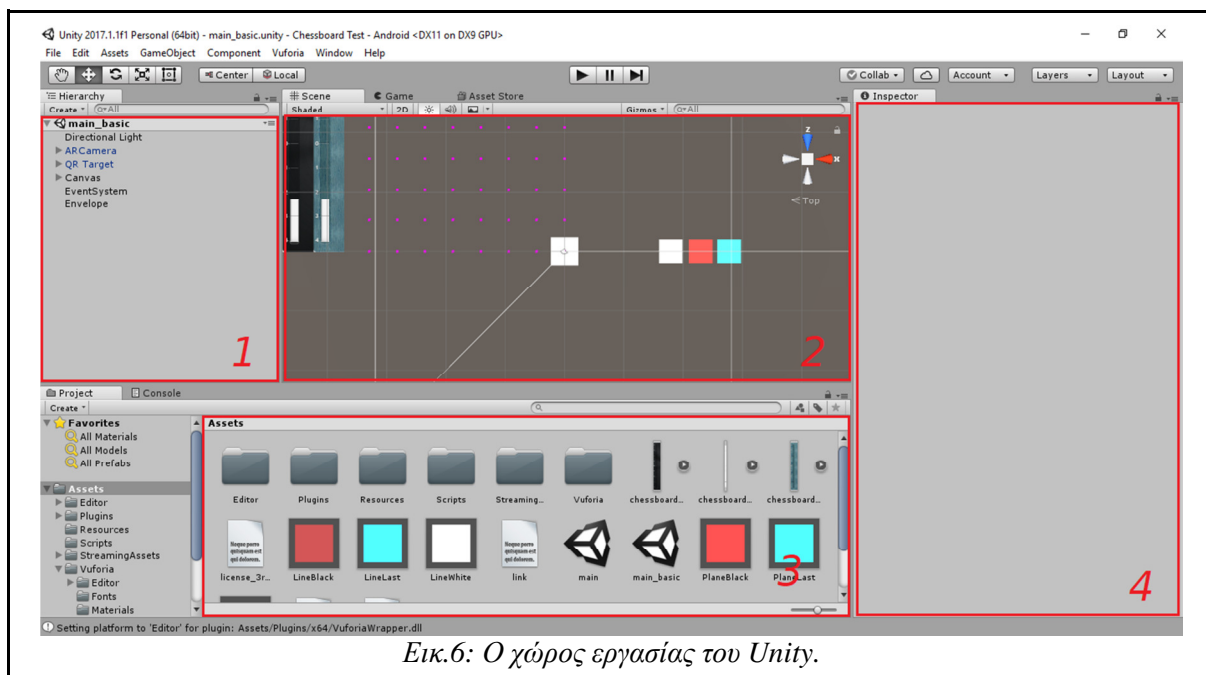 Unity 2017.1.1f1 Personal (64bit) - main_basic.unity - Chessboard Test - Android <DX11 on DX9 GPU>
File Edit Assets GameObject Component Vuforia Window Help
Center Local Collab Account Layers Layout
Hierarchy Scene Game Asset Store Inspector
Create All Shaded 2D Gizmos All
main_basic
Directional Light
ARCamera
QR Target
Canvas
EventSystem
Envelope
z
x
Top
1
2
Project Console
Create
Favorites
All Materials
All Models
All Prefabs
Assets
Editor
Plugins
Resources
Scripts
StreamingAssets
Vuforia
Editor
Fonts
Materials
Assets
Editor Plugins Resources Scripts Streaming... Vuforia chessboard... chessboard... chessboard...
license_3r... LineBlack LineLast LineWhite link main main_basic PlaneBlack PlaneLast
3
4
Setting platform to 'Editor' for plugin: Assets/Plugins/x64/VuforiaWrapper.dll
Εικ.6: Ο χώρος εργασίας του Unity.